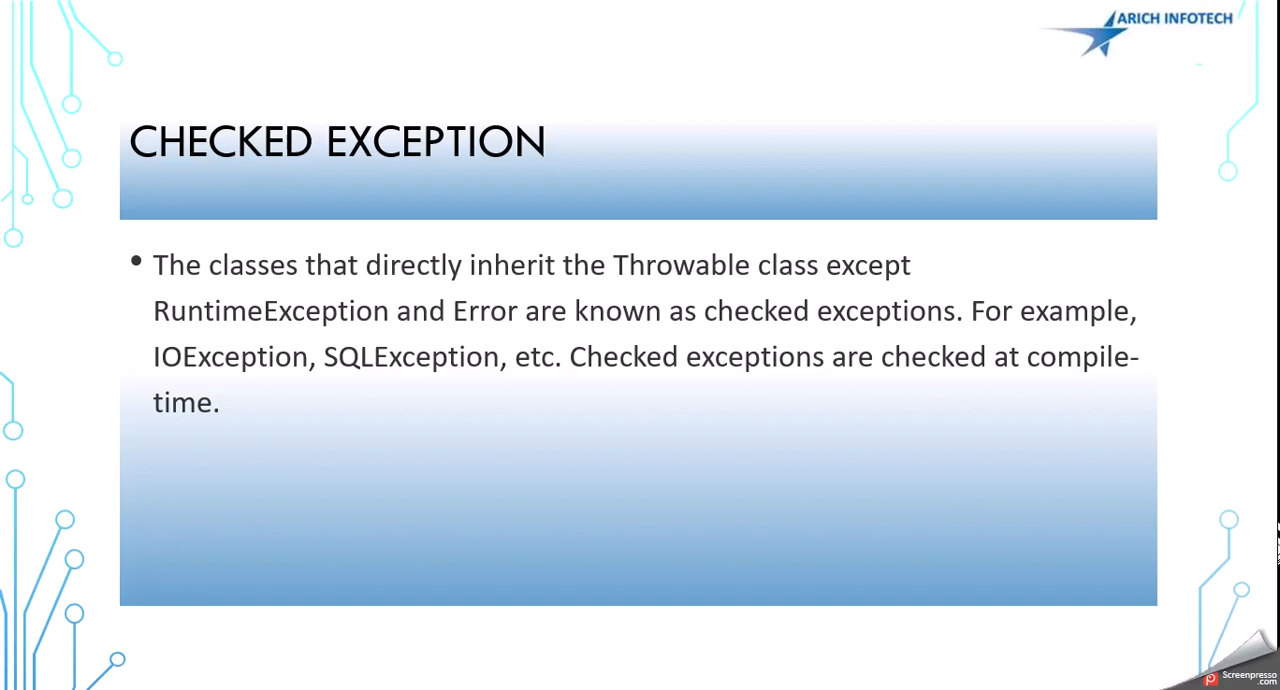 ARICH INFOTECH
CHECKED EXCEPTION
• The classes that directly inherit the Throwable class except
RuntimeException and Error are known as checked exceptions. For example,
IOException, SQLException, etc. Checked exceptions are checked at compile-
time.
Screenpresso
.com